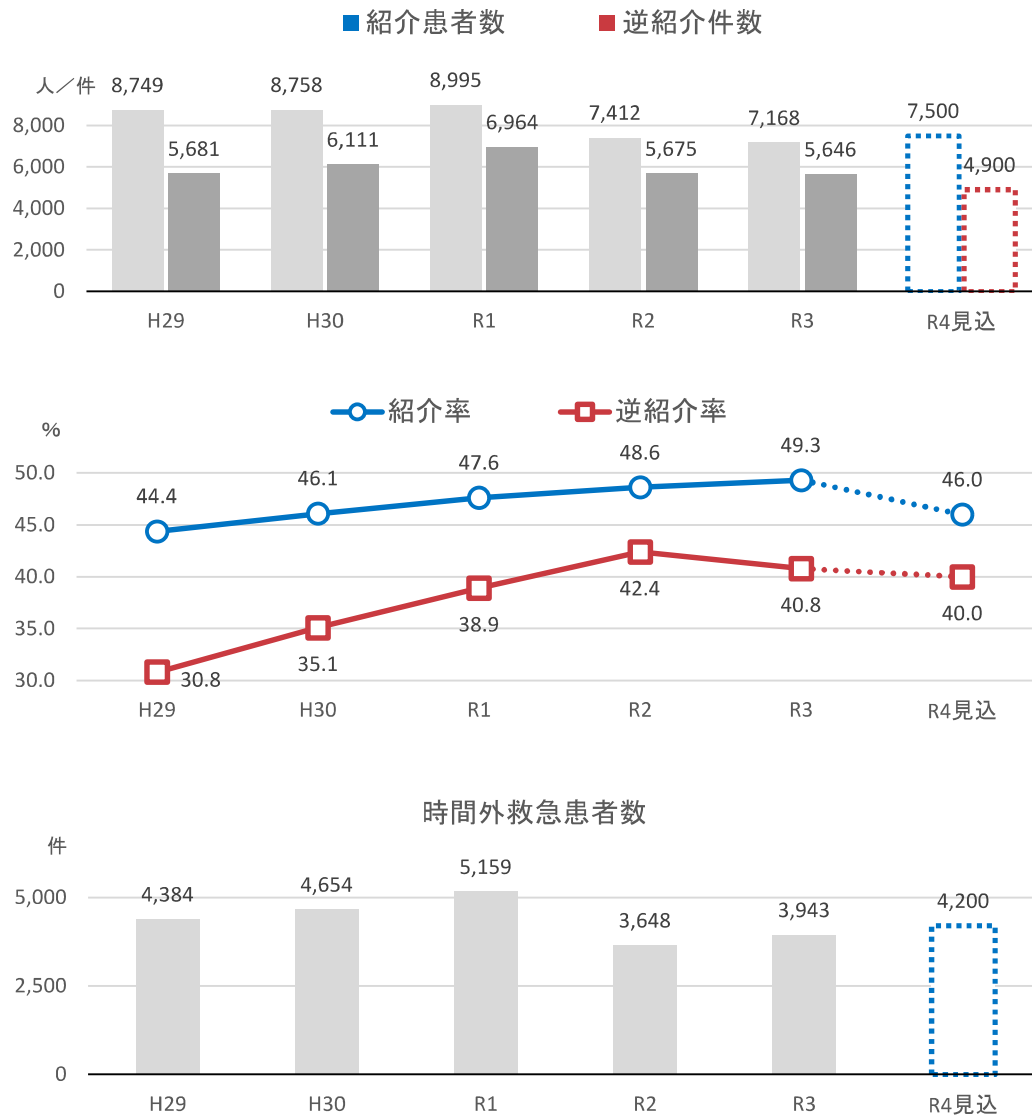 紹介患者数 逆紹介件数
人／件
8,749 8,758 8,995 7,412 7,168 7,500
5,681 6,111 6,964 5,675 5,646 4,900
8,000
6,000
4,000
2,000
0
H29 H30 R1 R2 R3 R4見込
紹介率 逆紹介率
%
50.0
45.0
40.0
35.0
30.0
44.4 46.1 47.6 48.6 49.3 46.0
30.8 35.1 38.9 42.4 40.8 40.0
H29 H30 R1 R2 R3 R4見込
時間外救急患者数
件
4,384 4,654 5,159 3,648 3,943 4,200
5,000
2,500
0
H29 H30 R1 R2 R3 R4見込